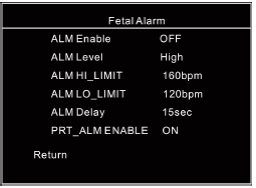 Fetal Alarm
ALM Enable OFF
ALM Level High
ALM HI_LIMIT 160bpm
ALM LO_LIMIT 120bpm
ALM Delay 15sec
PRT_ALM ENABLE ON
Return